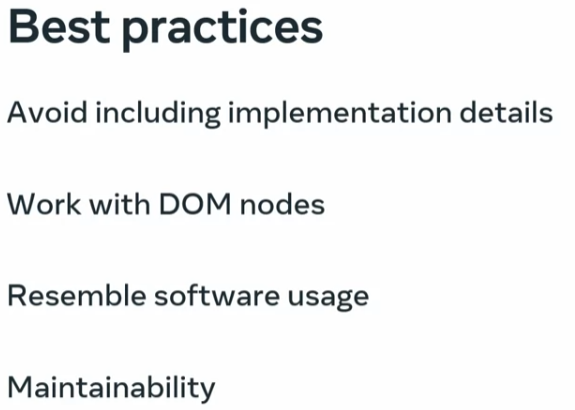 Best practices
Avoid including implementation details
Work with DOM nodes
Resemble software usage
Maintainability